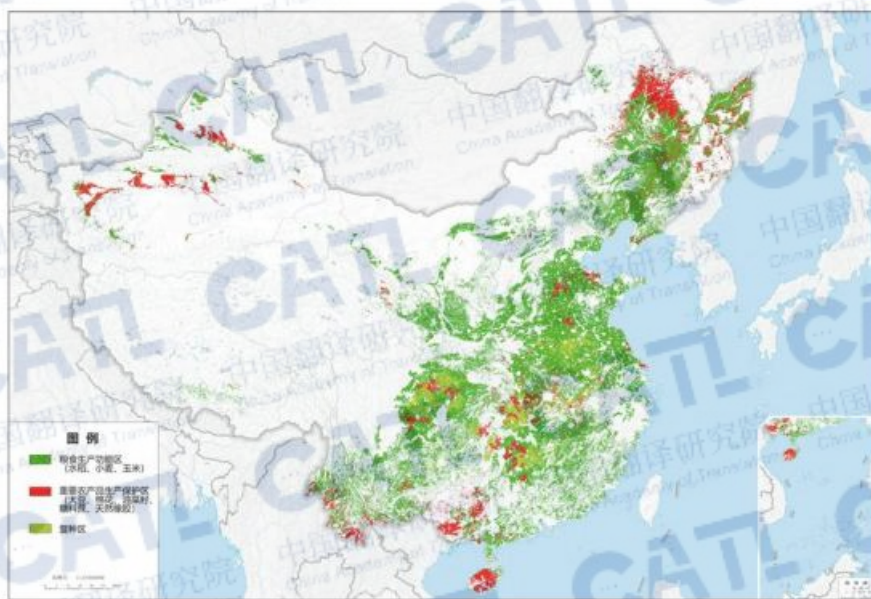 中国翻译研究院
China Academy of Translation
CATL
图 例
粮食生产功能区
（水稻、小麦、玉米）
重要农产品生产保护区
（大豆、棉花、油菜籽、
糖料蔗、天然橡胶）
复种区